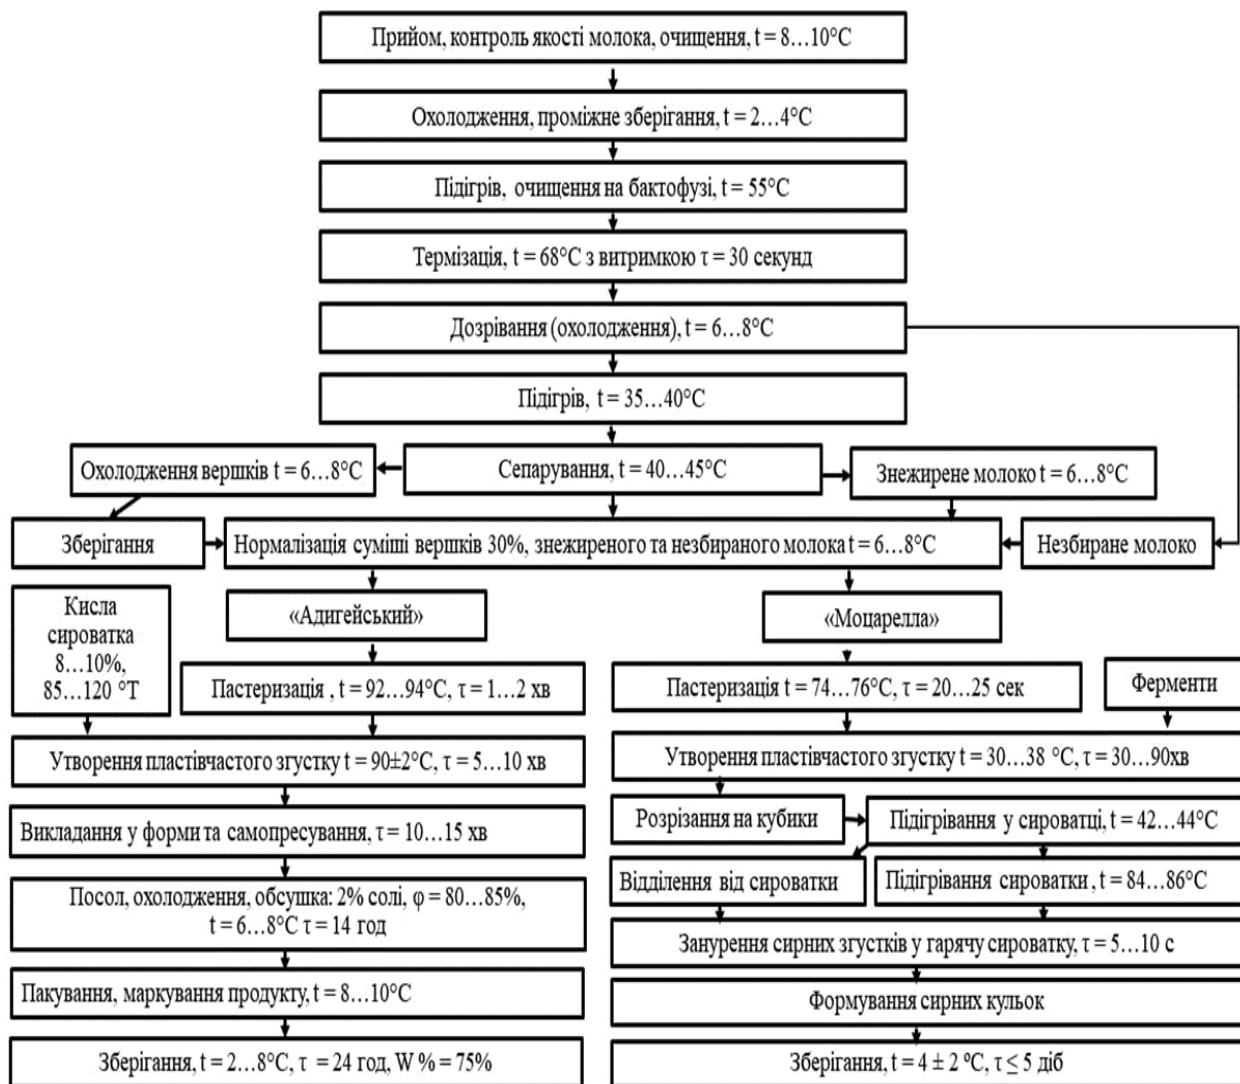 Прийом, контроль якості молока, очищення, t = 8…10°C
Охолодження, проміжне зберігання, t = 2…4°C
Підігрів, очищення на бактофузі, t = 55°C
Термізація, t = 68°C з витримкою τ = 30 секунд
Дозрівання (охолодження), t = 6…8°C
Підігрів, t = 35…40°C
Охолодження вершків t = 6…8°C
Сепарування, t = 40…45°C
Знежирене молоко t = 6…8°C
Зберігання
Нормалізація суміші вершків 30%, знежиреного та незбираного молока t = 6…8°C
Незбиране молоко
Кисла
сироватка
8…10%,
85…120 °Т
«Адигейський»
«Моцарелла»
Пастеризація , t = 92…94°C, τ = 1…2 хв
Пастеризація t = 74…76°C, τ = 20…25 сек
Ферменти
Утворення пластівчастого згустку t = 90±2°C, τ = 5…10 хв
Утворення пластівчастого згустку t = 30…38 °C, τ = 30…90хв
Викладання у форми та самопресування, τ = 10…15 хв
Розрізання на кубики
Підігрівання у сироватці, t = 42…44°C
Посол, охолодження, обсушка: 2% солі, φ = 80…85%,
t = 6…8°C τ = 14 год
Відділення від сироватки
Підігрівання сироватки , t = 84…86°C
Занурення сирних згустків у гарячу сироватку, τ = 5…10 с
Пакування, маркування продукту, t = 8…10°C
Формування сирних кульок
Зберігання, t = 2…8°C, τ = 24 год, W % = 75%
Зберігання, t = 4 ± 2 ºC, τ ≤ 5 діб